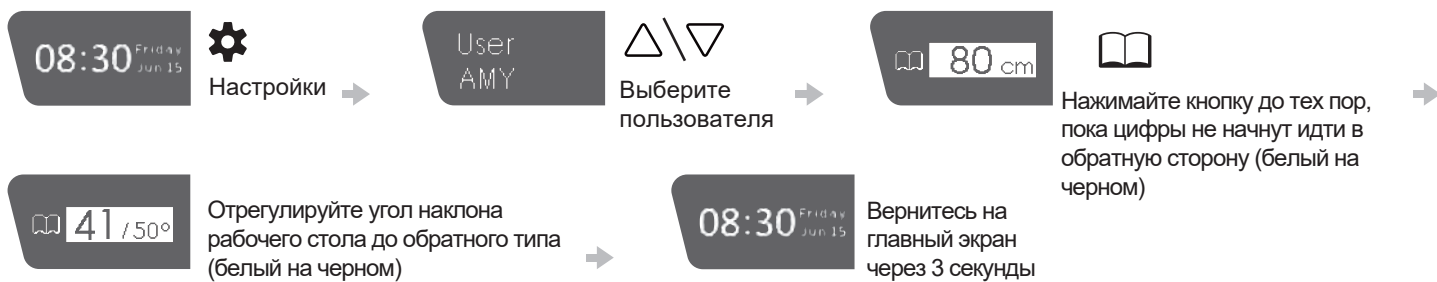 08:30 Friday Jun 15
Настройки
User
AMY
Выберите
пользователя
80 cm
Нажимайте кнопку до тех пор,
пока цифры не начнут идти в
обратную сторону (белый на
черном)
41/50°
Отрегулируйте угол наклона
рабочего стола до обратного типа
(белый на черном)
08:30 Friday Jun 15
Вернитесь на
главный экран
через 3 секунды